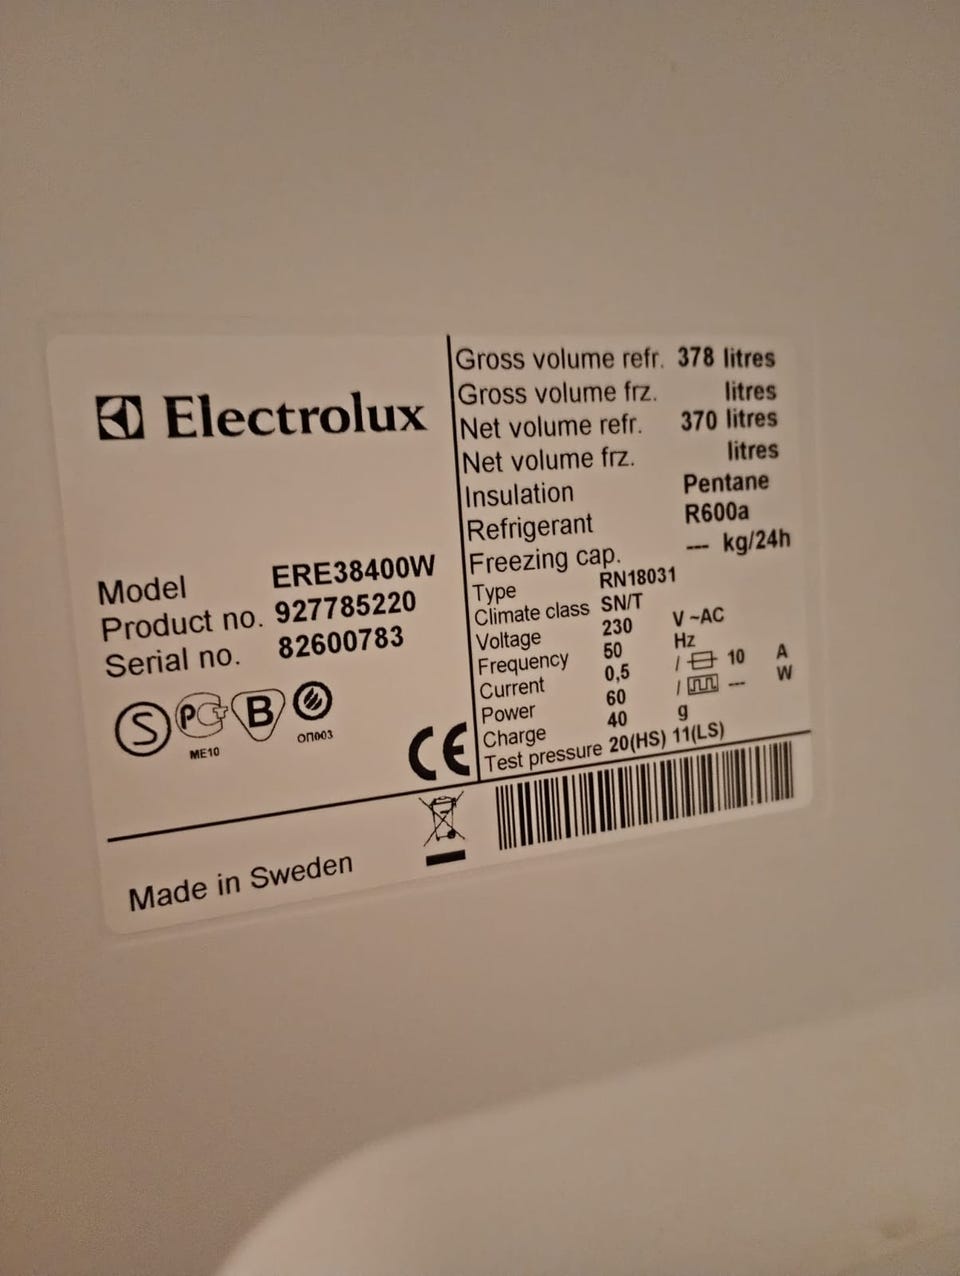 Electrolux
Model ERE38400W
Product no. 927785220
Serial no. 82600783
S
PCT
B
ME10
ОП003
CE
Gross volume refr. 378 litres
Gross volume frz. litres
Net volume refr. 370 litres
Net volume frz. litres
Insulation Pentane
Refrigerant R600a
Freezing cap. --- kg/24h
Type RN18031
Climate class SN/T
Voltage 230 V ~AC
Frequency 50 Hz
Current 0,5 / 10 A
Power 60 / --- W
Charge 40 g
Test pressure 20(HS) 11(LS)
Made in Sweden